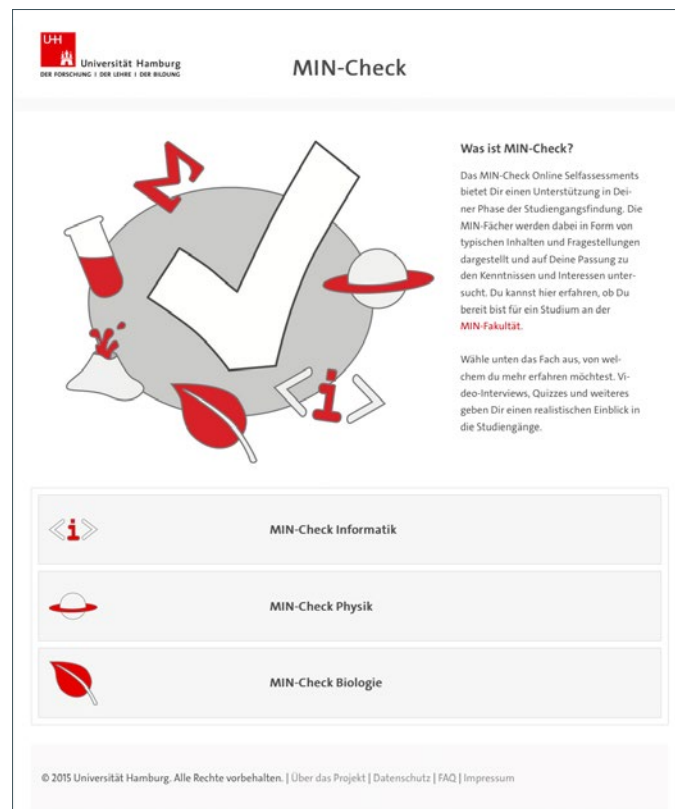 UHH
Universität Hamburg
DER FORSCHUNG | DER LEHRE | DER BILDUNG
MIN-Check
Was ist MIN-Check?
Das MIN-Check Online Selfassessments
bietet Dir einen Unterstützung in Dei-
ner Phase der Studiengangsfindung. Die
MIN-Fächer werden dabei in Form von
typischen Inhalten und Fragestellungen
dargestellt und auf Deine Passung zu
den Kenntnissen und Interessen unter-
sucht. Du kannst hier erfahren, ob Du
bereit bist für ein Studium an der
MIN-Fakultät.
Wähle unten das Fach aus, von wel-
chem du mehr erfahren möchtest. Vi-
deo-Interviews, Quizzes und weiteres
geben Dir einen realistischen Einblick in
die Studiengänge.
<i>
<i> MIN-Check Informatik
MIN-Check Physik
MIN-Check Biologie
© 2015 Universität Hamburg. Alle Rechte vorbehalten. | Über das Projekt | Datenschutz | FAQ | Impressum